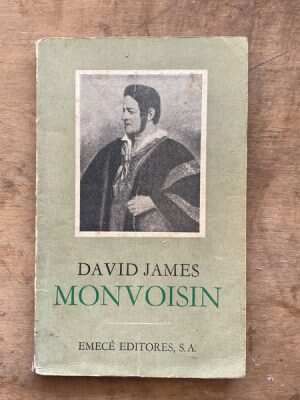 DAVID JAMES
MONVOISIN
EMECÉ EDITORES, S.A.